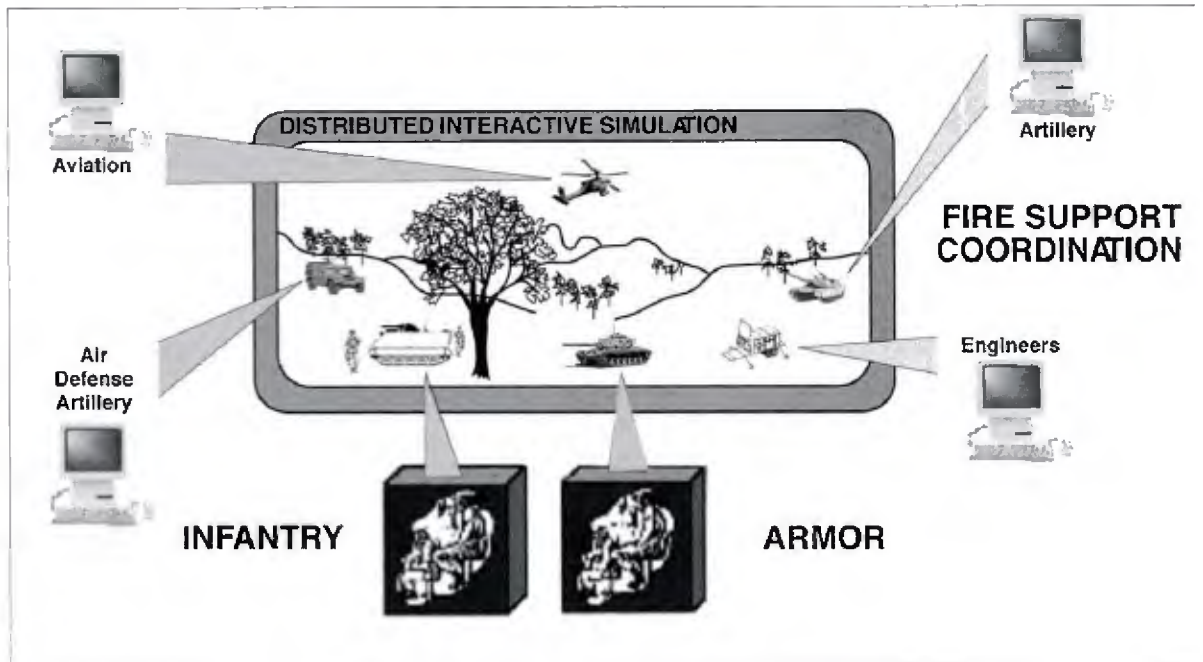 Aviation
DISTRIBUTED INTERACTIVE SIMULATION
Artillery
FIRE SUPPORT
COORDINATION
Air
Defense
Artillery
Engineers
INFANTRY
ARMOR